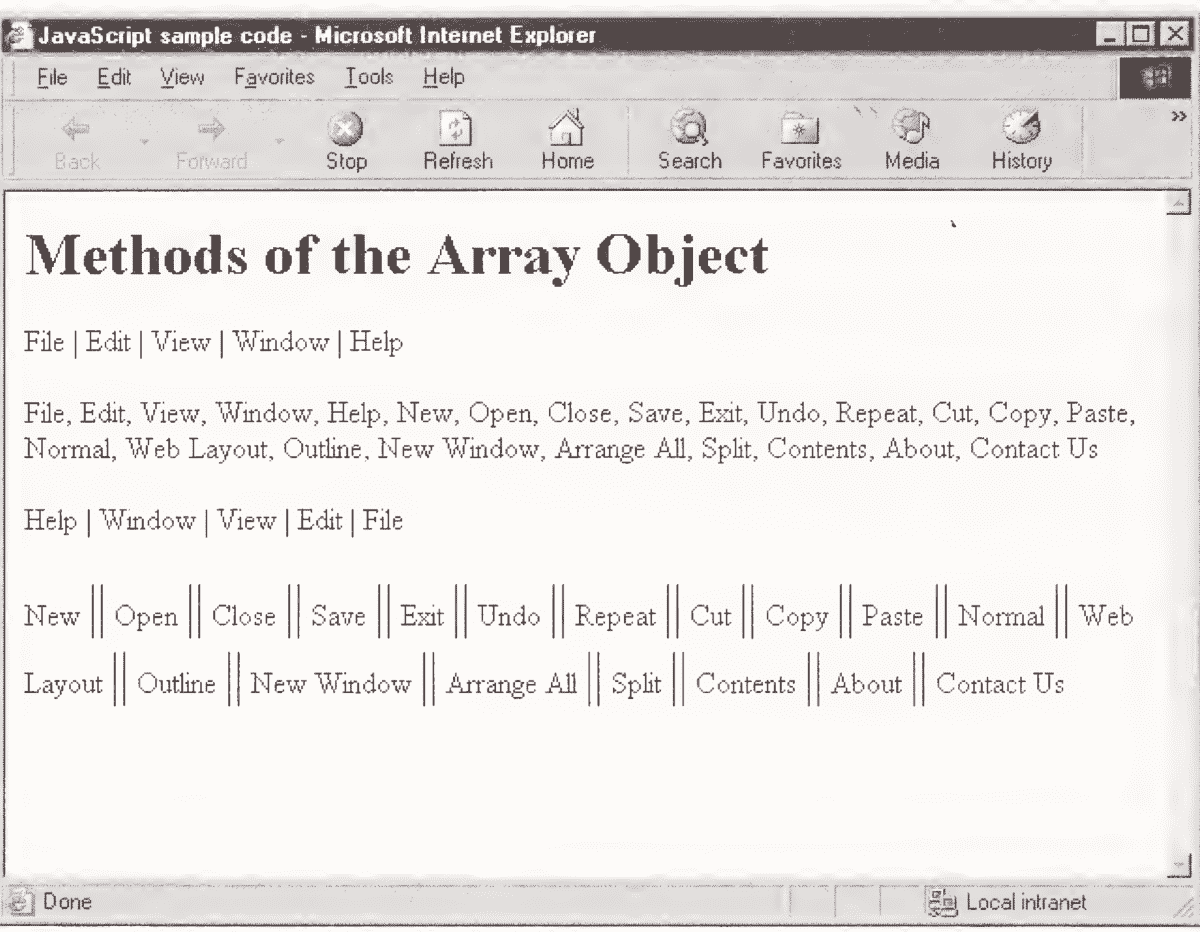 JavaScript sample code - Microsoft Internet Explorer
File Edit View Favorites Tools Help
Back Forward Stop Refresh Home Search Favorites Media History »
Methods of the Array Object
File | Edit | View | Window | Help
File, Edit, View, Window, Help, New, Open, Close, Save, Exit, Undo, Repeat, Cut, Copy, Paste,
Normal, Web Layout, Outline, New Window, Arrange All, Split, Contents, About, Contact Us
Help | Window | View | Edit | File
New || Open || Close || Save || Exit || Undo || Repeat || Cut || Copy || Paste || Normal || Web
Layout || Outline || New Window || Arrange All || Split || Contents || About || Contact Us
Done Local intranet